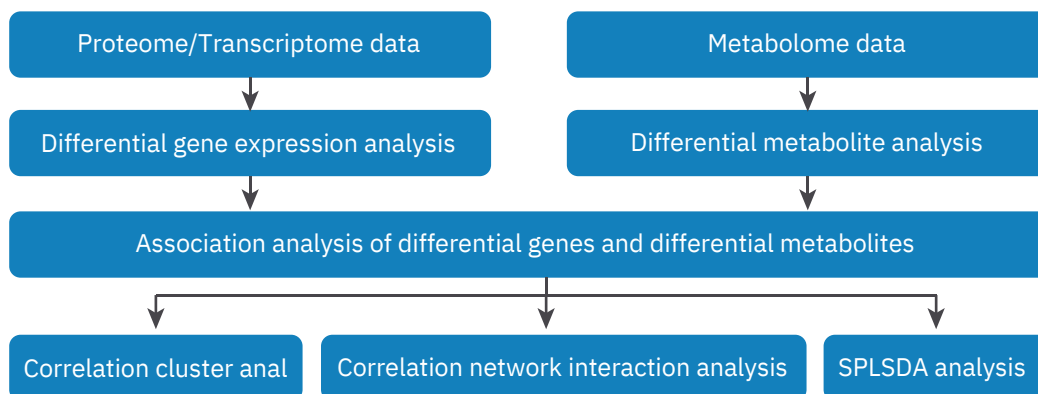 Proteome/Transcriptome data
Metabolome data
Differential gene expression analysis
Differential metabolite analysis
Association analysis of differential genes and differential metabolites
Correlation cluster anal
Correlation network interaction analysis
SPLSDA analysis